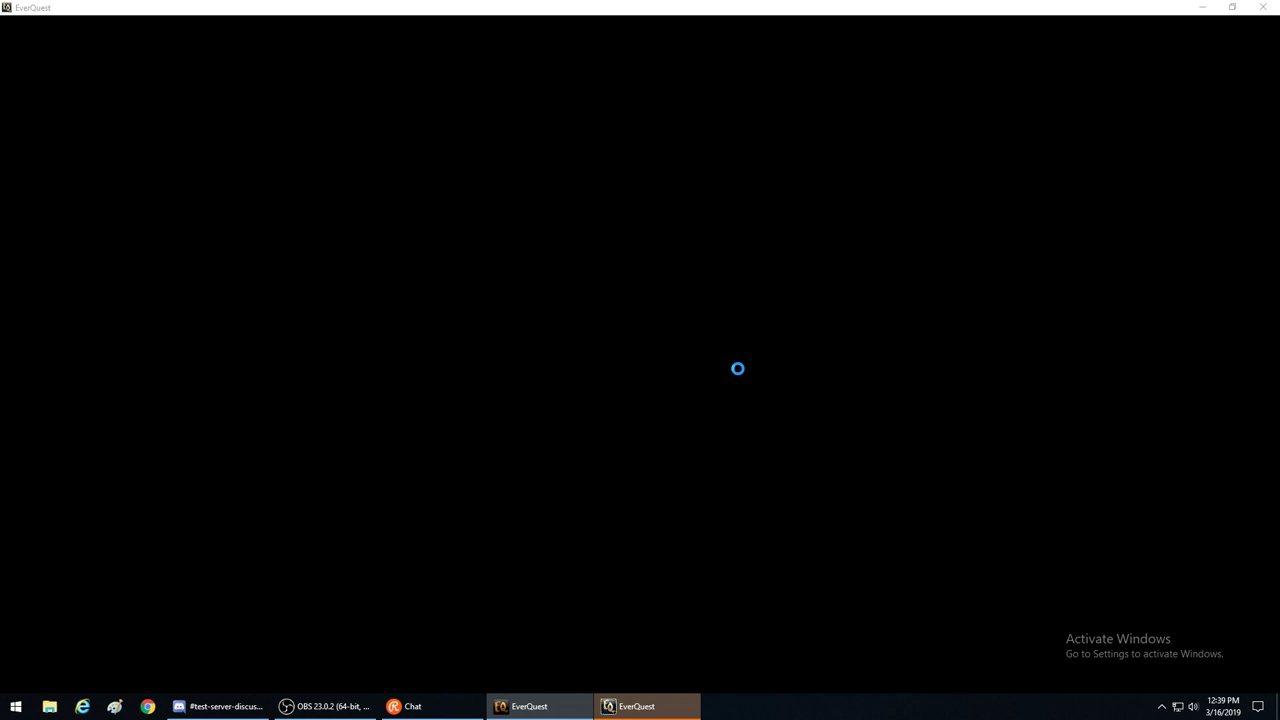 EverQuest
Activate Windows
Go to Settings to activate Windows.
#test-server-discus...
OBS 23.0.2 (64-bit, ...
Chat
EverQuest
EverQuest
12:39 PM
3/16/2019